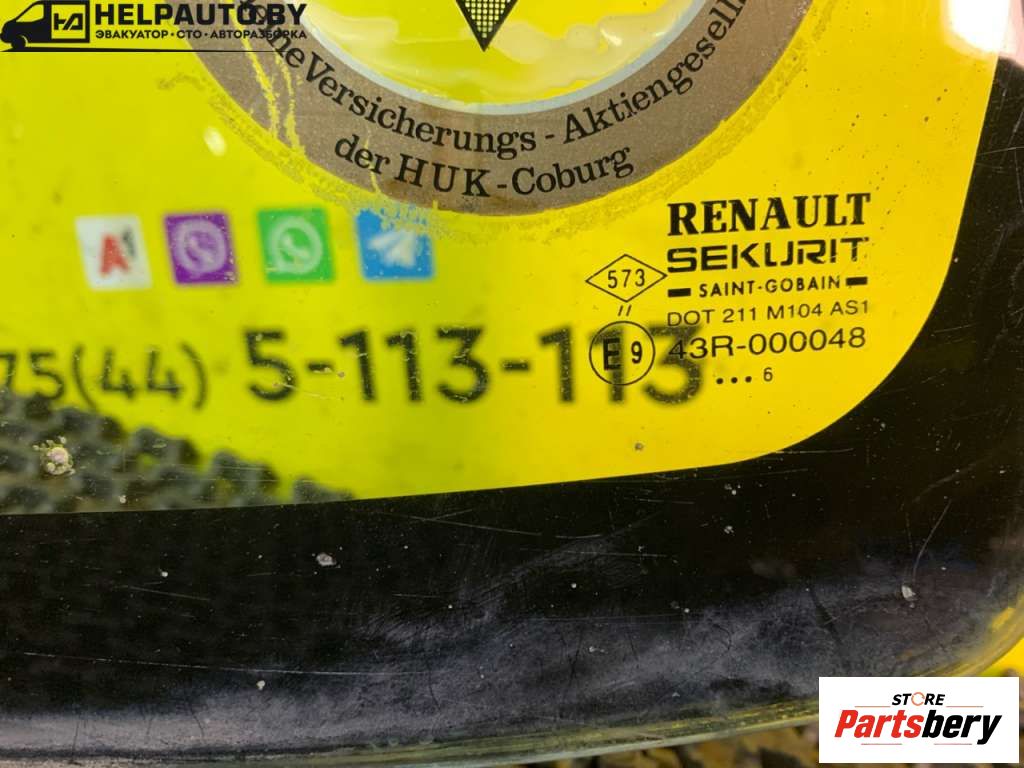 HELPAUTO.BY
ЭВАКУАТОР • СТО • АВТОРАЗБОРКА
Versicherungs - Aktiengesell
der HUK - Coburg
RENAULT
573
SEKURIT
SAINT-GOBAIN
DOT 211 M104 AS1
E9
43R-000048
... 6
75(44) 5-113-113
STORE
Partsbery